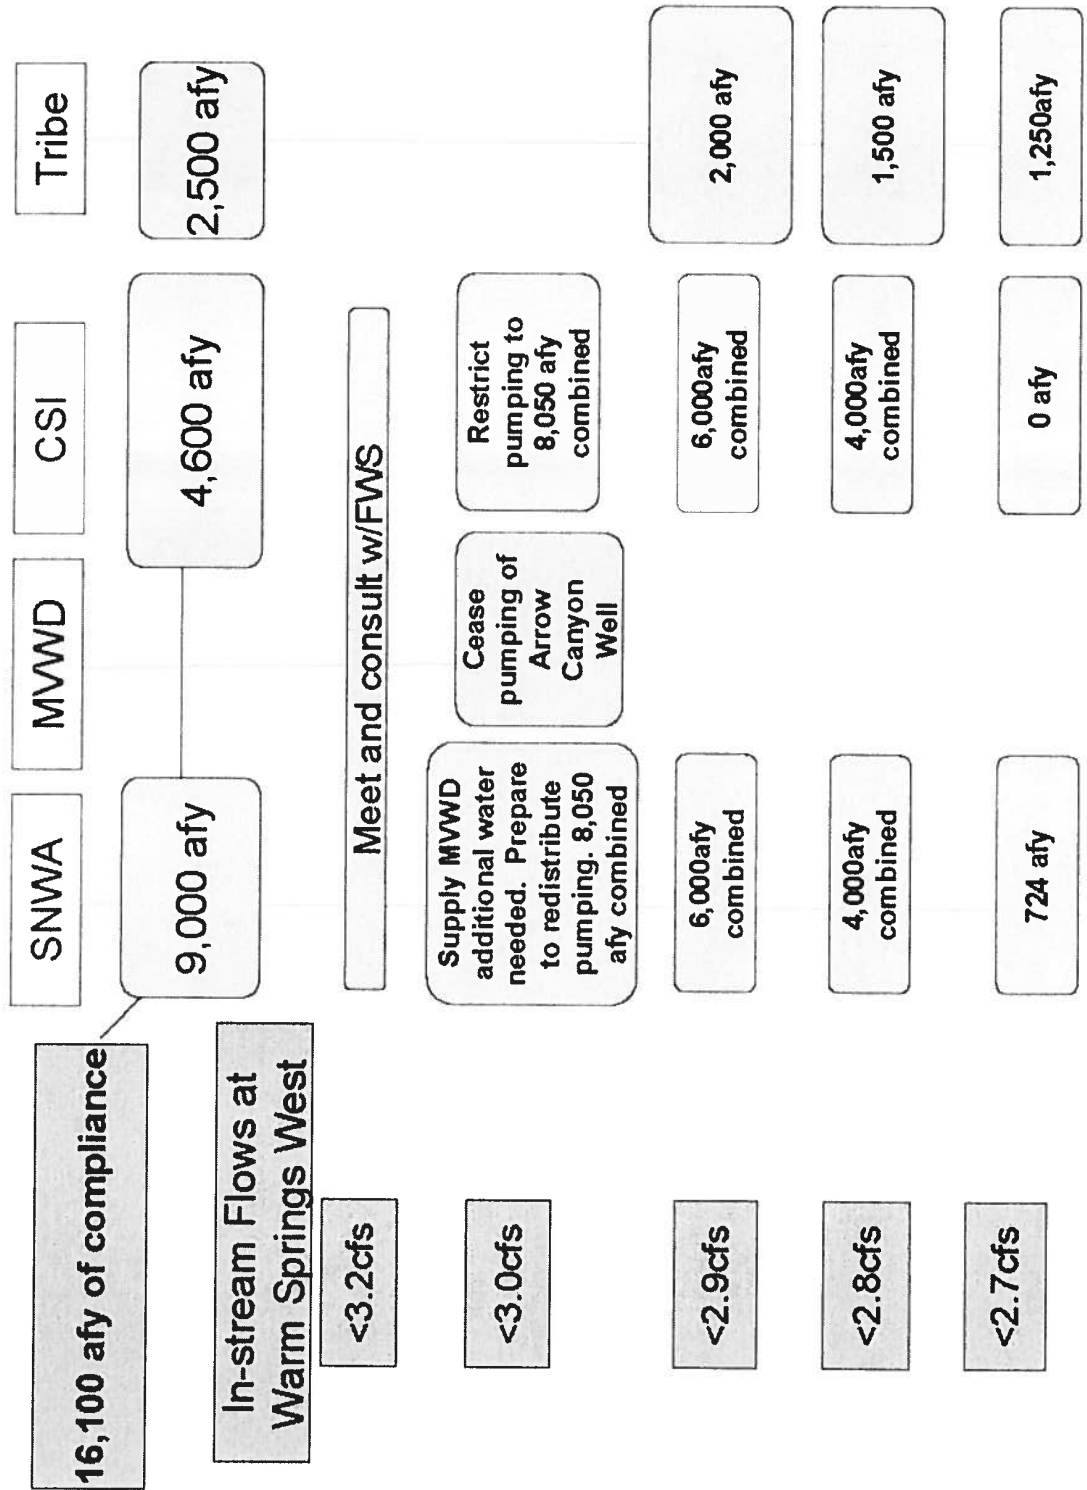 SNWA
MVWD
CSI
Tribe
16,100 afy of compliance
9,000 afy
4,600 afy
2,500 afy
In-stream Flows at
Warm Springs West
<3.2cfs
Meet and consult w/FWS
<3.0cfs
Supply MVWD
additional water
needed. Prepare
to redistribute
pumping. 8,050
afy combined
Cease
pumping of
Arrow
Canyon
Well
Restrict
pumping to
8,050 afy
combined
<2.9cfs
6,000afy
combined
6,000afy
combined
2,000 afy
<2.8cfs
4,000afy
combined
4,000afy
combined
1,500 afy
<2.7cfs
724 afy
0 afy
1,250afy